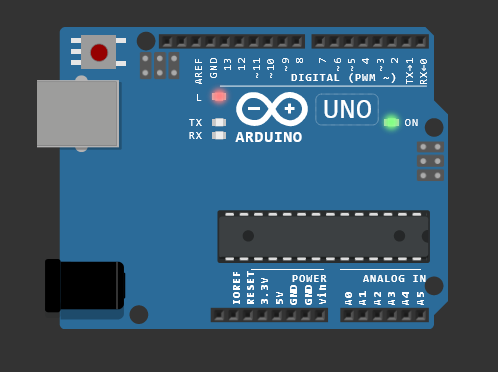 AREF
GND
13
12
~11
~10
~9
8
7
~6
~5
4
~3
2
TX→1
RX←0
DIGITAL (PWM ~)
L
TX
RX
ARDUINO
UNO
ON
IOREF
RESET
3.3V
5V
GND
GND
Vin
POWER
ANALOG IN
A0
A1
A2
A3
A4
A5